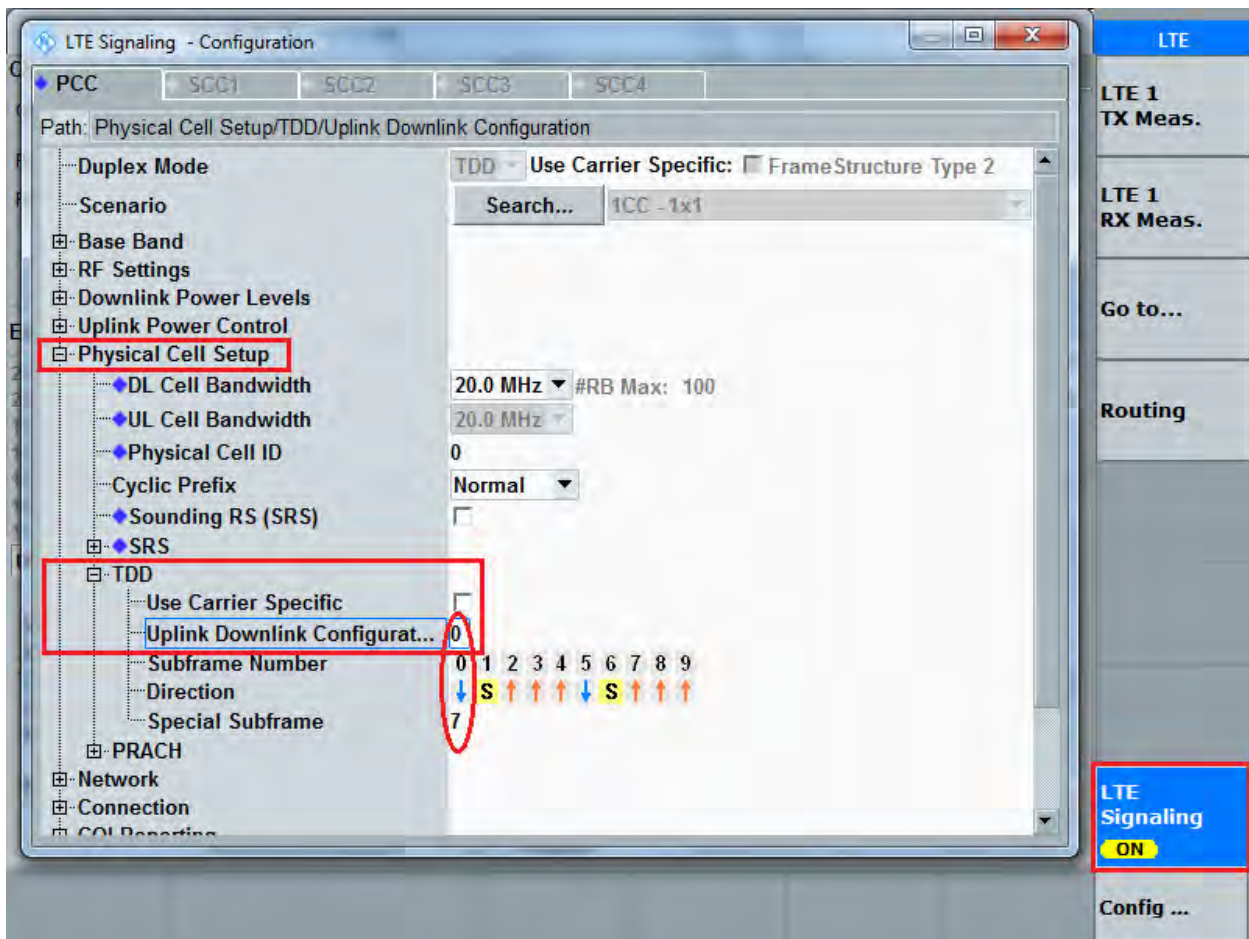 LTE Signaling - Configuration
PCC SCC1 SCC2 SCC3 SCC4
Path: Physical Cell Setup/TDD/Uplink Downlink Configuration
Duplex Mode TDD Use Carrier Specific: FrameStructure Type 2
Scenario Search... 1CC - 1x1
Base Band
RF Settings
Downlink Power Levels
Uplink Power Control
Physical Cell Setup
DL Cell Bandwidth 20.0 MHz #RB Max: 100
UL Cell Bandwidth 20.0 MHz
Physical Cell ID 0
Cyclic Prefix Normal
Sounding RS (SRS)
SRS
TDD
Use Carrier Specific
Uplink Downlink Configurat... 0
Subframe Number 0 1 2 3 4 5 6 7 8 9
Direction ↓ S ↑ ↑ ↑ ↓ S ↑ ↑ ↑
Special Subframe 7
PRACH
Network
Connection
LTE
LTE 1
TX Meas.
LTE 1
RX Meas.
Go to...
Routing
LTE
Signaling
ON
Config ...